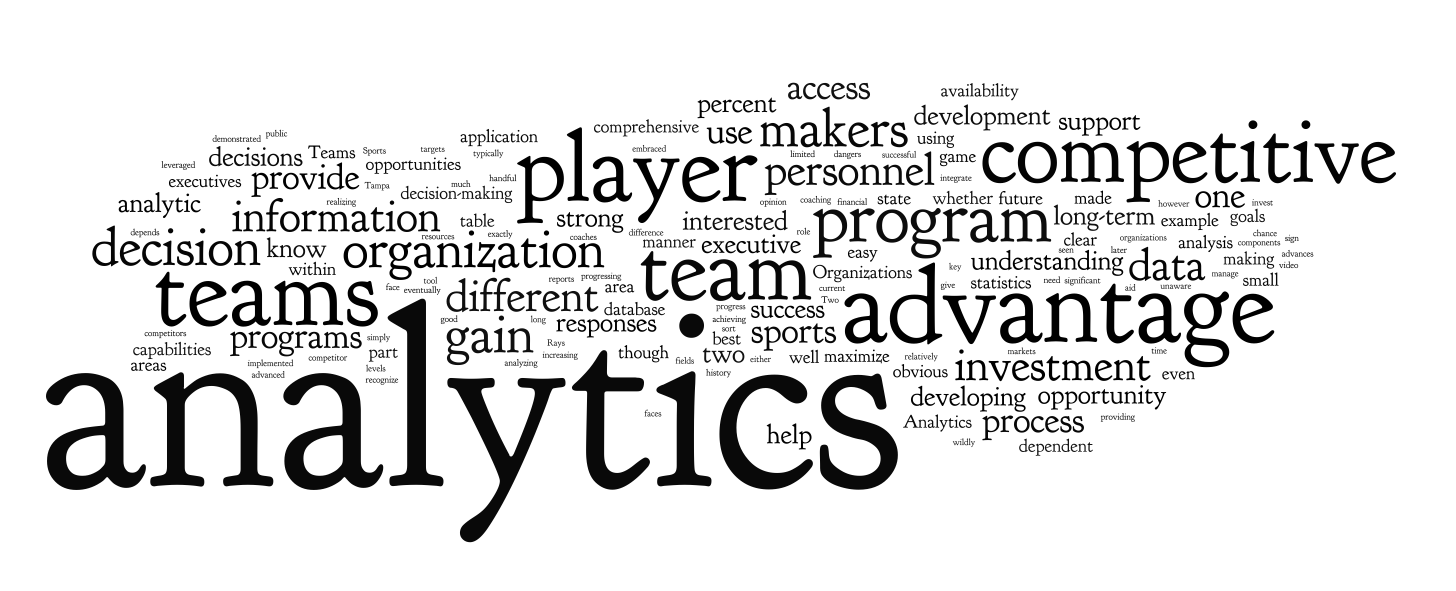 access availability
percent development support
demonstrated public application comprehensive use makers using
leveraged decisions Teams Sports targets typically embraced limited dangers successful game competitive
opportunities player personnel integrate
executives provide Tampa much handful decision-making
analytic realizing opinion coaching financial state whether future made however one invest
information table strong interested program long-term example goals
depends resources exactly coaches difference role clear organizations analysis components chance sign
decision know organization manner executive easy seen later making advances video
within tool reports progressing area team Organizations key understanding data manage small
teams face eventually different current Two give statistics need significant aid unaware
good long database progress success advantage
competitors programs simply gain responses achieving sort best sports
capabilities competitor part Rays increasing though fields two either well maximize relatively markets time
areas implemented advanced levels recognize analyzing history obvious investment even
analytics faces help developing opportunity
Analytics process providing
wildly dependent